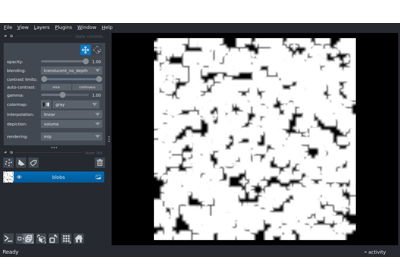 File View Layers Plugins Window Help
opacity: 1.00
blending: translucent_no_depth
contrast limits:
auto-contrast: once continuous
gamma: 1.00
colormap: gray
interpolation: linear
depiction: volume
rendering: mip
blobs
Ready
activity